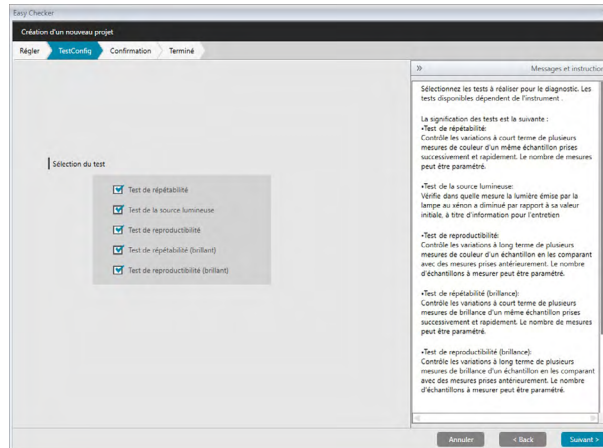 Easy Checker
Création d'un nouveau projet
Régler TestConfig Confirmation Terminé
Sélection du test
Test de répétabilité
Test de la source lumineuse
Test de reproductibilité
Test de répétabilité (brillant)
Test de reproductibilité (brillant)
» Messages et instruction
Sélectionnez les tests à réaliser pour le diagnostic. Les
tests disponibles dépendent de l'instrument .
La signification des tests est la suivante :
•Test de répétabilité:
Contrôle les variations à court terme de plusieurs
mesures de couleur d'un même échantillon prises
successivement et rapidement. Le nombre de mesures
peut être paramétré.
•Test de la source lumineuse:
Vérifie dans quelle mesure la lumière émise par la
lampe au xénon a diminué par rapport à sa valeur
initiale, à titre d'information pour l'entretien
•Test de reproductibilité:
Contrôle les variations à long terme de plusieurs
mesures de couleur d'un échantillon en les comparant
avec des mesures prises antérieurement. Le nombre
d'échantillons à mesurer peut être paramétré.
•Test de répétabilité (brillance):
Contrôle les variations à court terme de plusieurs
mesures de brillance d'un même échantillon prises
successivement et rapidement. Le nombre de mesures
peut être paramétré.
•Test de reproductibilité (brillance):
Contrôle les variations à long terme de plusieurs
mesures de brillance d'un échantillon en les comparant
avec des mesures prises antérieurement. Le nombre
d'échantillons à mesurer peut être paramétré.
Annuler < Back Suivant >